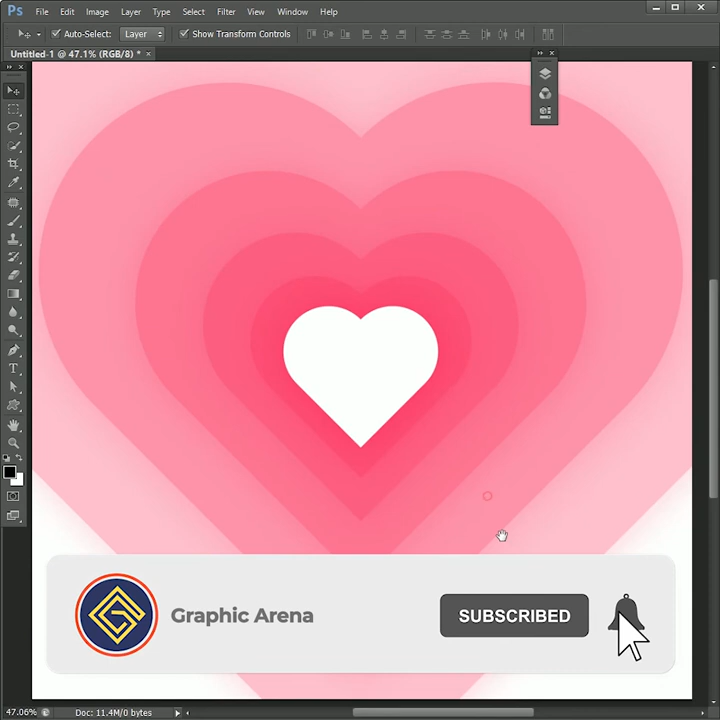 Ps File Edit Image Layer Type Select Filter View Window Help
Auto-Select: Layer Show Transform Controls
Untitled-1 @ 47.1% (RGB/8) * ×
T
Graphic Arena
SUBSCRIBED
47.06% Doc: 11.4M/0 bytes